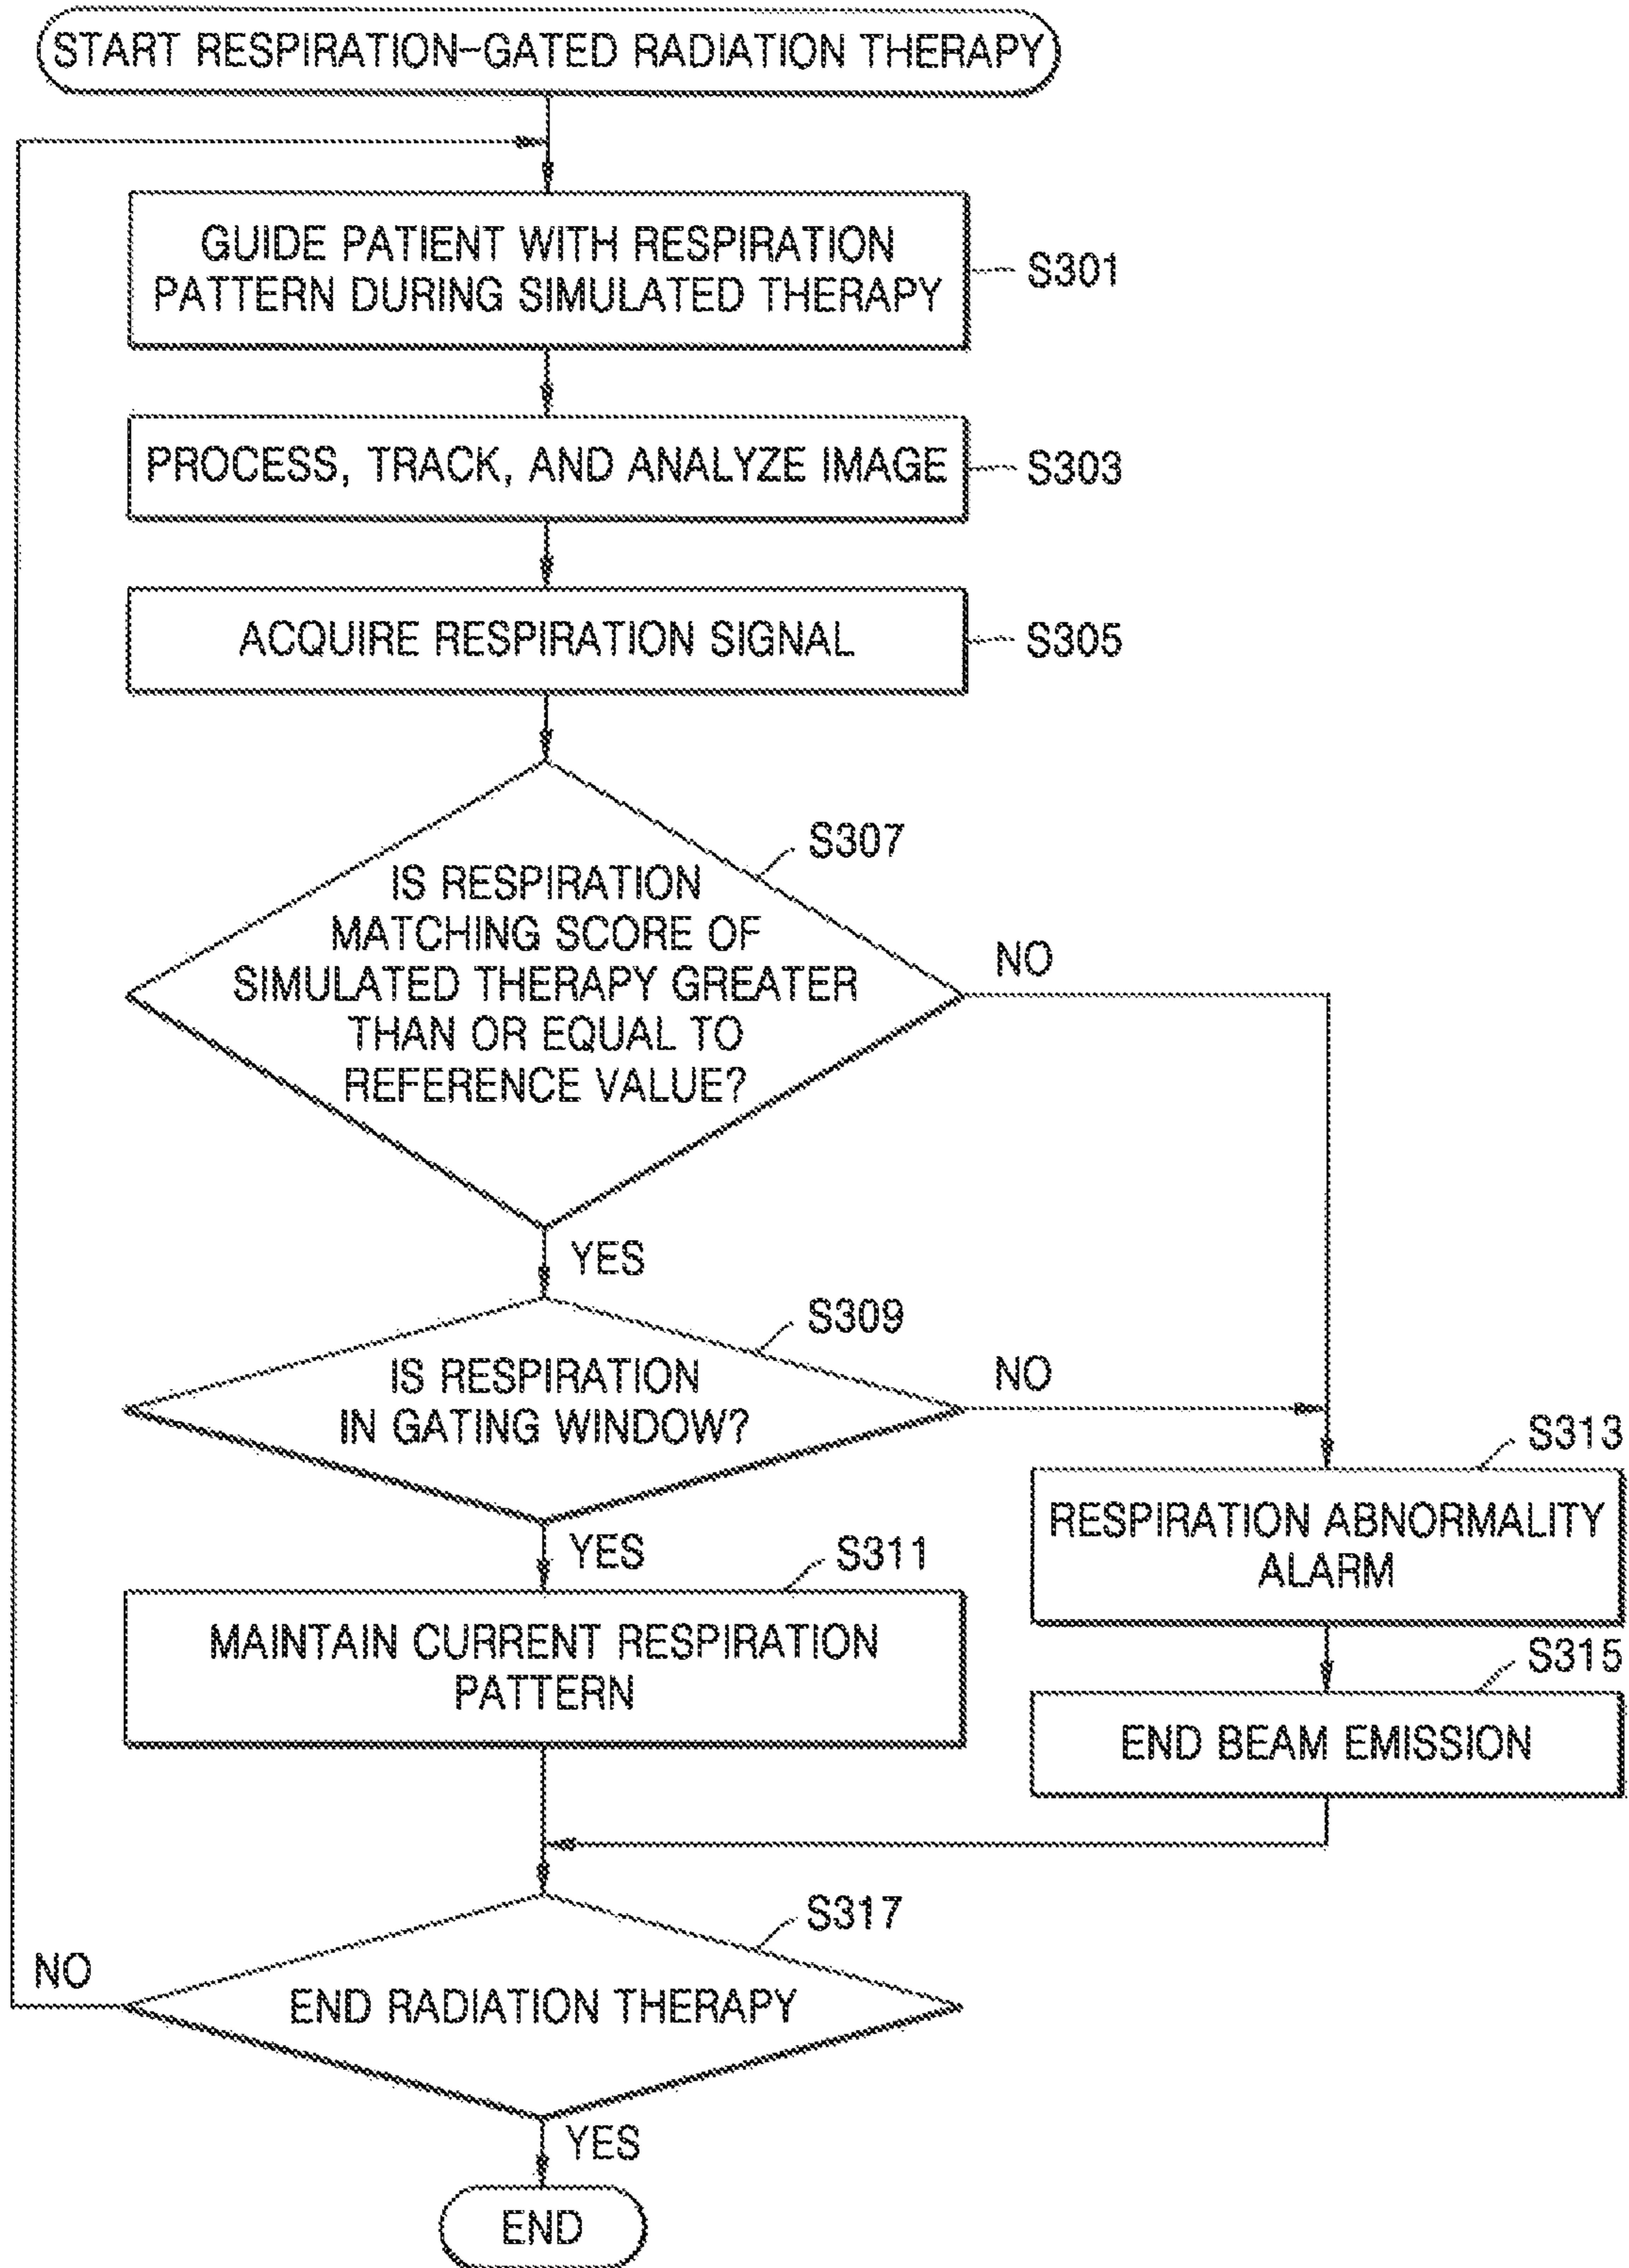 START RESPIRATION-GATED RADIATION THERAPY
GUIDE PATIENT WITH RESPIRATION
PATTERN DURING SIMULATED THERAPY
S301
PROCESS, TRACK, AND ANALYZE IMAGE
S303
ACQUIRE RESPIRATION SIGNAL
S305
S307
IS RESPIRATION
MATCHING SCORE OF
SIMULATED THERAPY GREATER
THAN OR EQUAL TO
REFERENCE VALUE?
NO
YES
S309
IS RESPIRATION
IN GATING WINDOW?
NO
YES
S311
MAINTAIN CURRENT RESPIRATION
PATTERN
S313
RESPIRATION ABNORMALITY
ALARM
S315
END BEAM EMISSION
S317
END RADIATION THERAPY
NO
YES
END